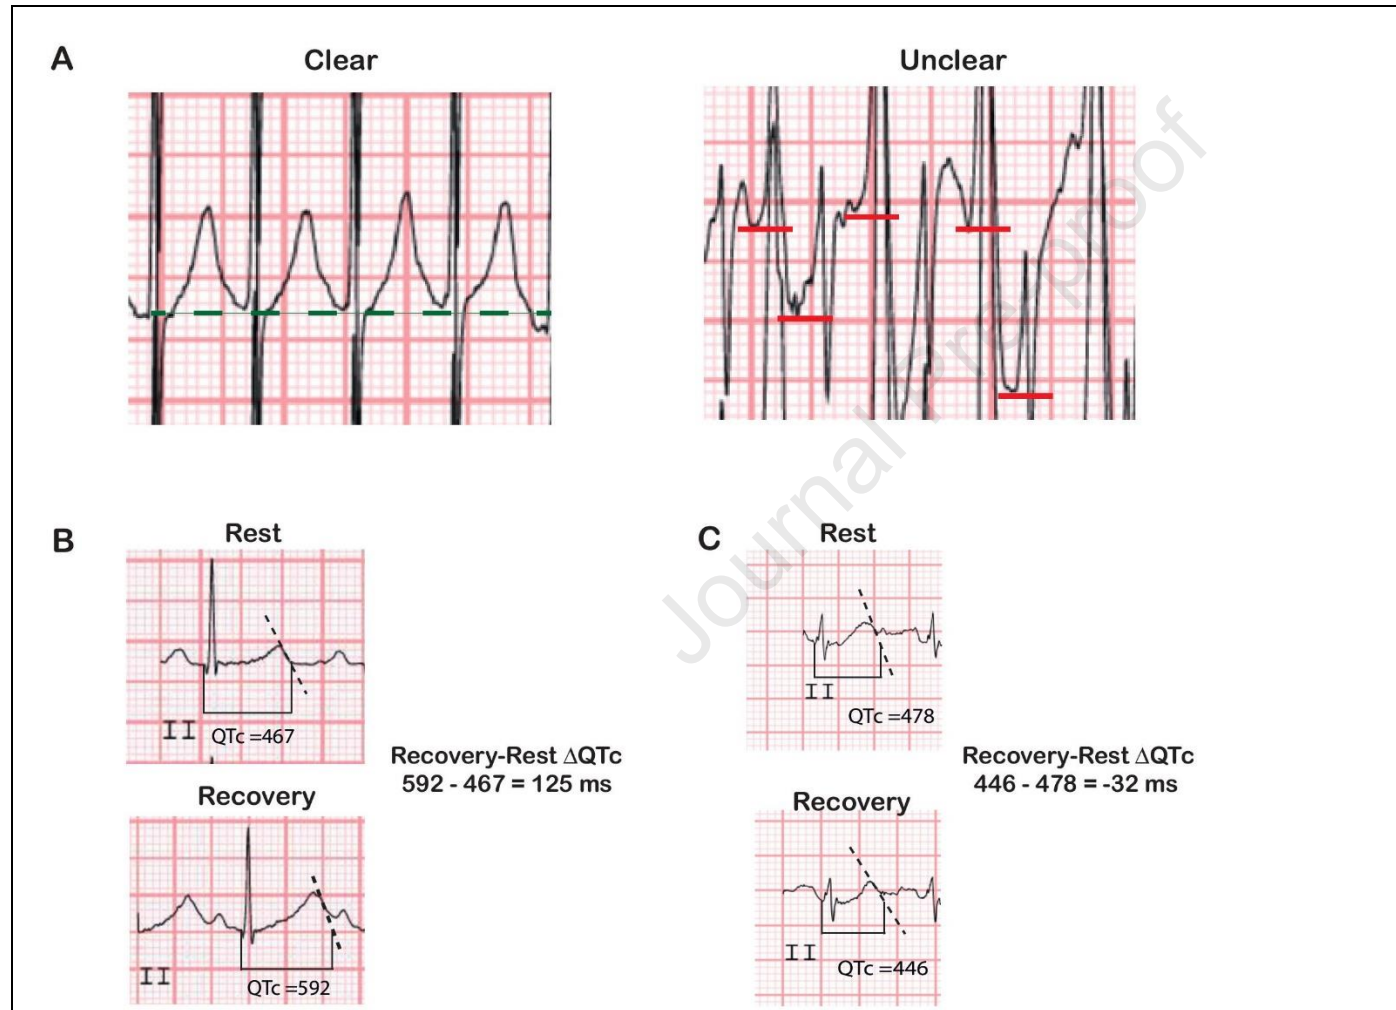 A
Clear
Unclear
Journal Pre-proof
B
Rest
II
QTc =467
Recovery
II
QTc =592
Recovery-Rest ΔQTc
592 - 467 = 125 ms
C
Rest
II
QTc =478
Recovery
II
QTc =446
Recovery-Rest ΔQTc
446 - 478 = -32 ms